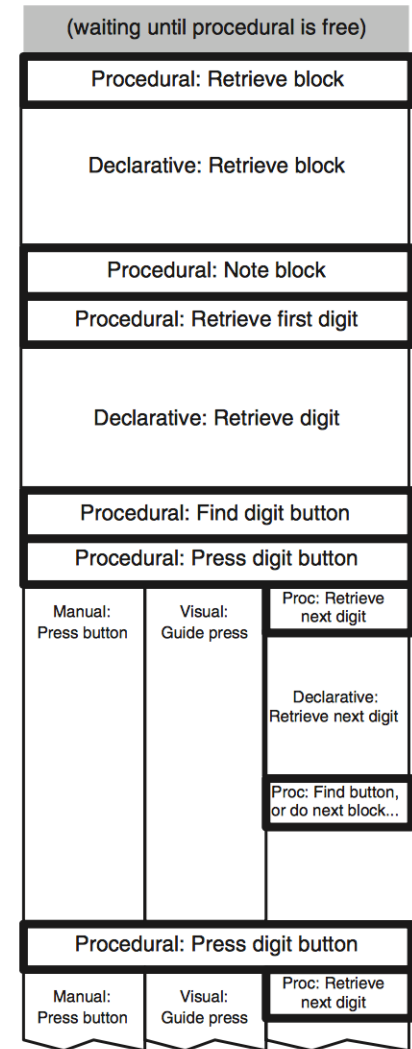 (waiting until procedural is free)
Procedural: Retrieve block
Declarative: Retrieve block
Procedural: Note block
Procedural: Retrieve first digit
Declarative: Retrieve digit
Procedural: Find digit button
Procedural: Press digit button
Manual:
Press button
Visual:
Guide press
Proc: Retrieve
next digit
Declarative:
Retrieve next digit
Proc: Find button,
or do next block...
Procedural: Press digit button
Manual:
Press button
Visual:
Guide press
Proc: Retrieve
next digit